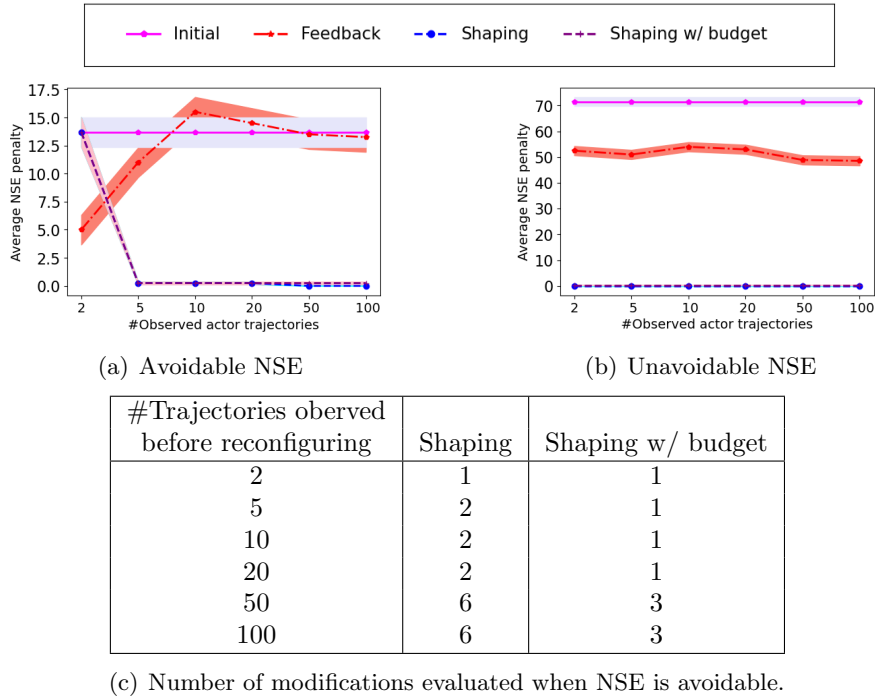 Initial Feedback Shaping Shaping w/ budget
17.5
15.0
12.5
10.0
7.5
5.0
2.5
0.0
Average NSE penalty
2 5 10 20 50 100
#Observed actor trajectories
(a) Avoidable NSE
70
60
50
40
30
20
10
0
Average NSE penalty
2 5 10 20 50 100
#Observed actor trajectories
(b) Unavoidable NSE
#Trajectories oberved
before reconfiguring Shaping Shaping w/ budget
2 1 1
5 2 1
10 2 1
20 2 1
50 6 3
100 6 3
(c) Number of modifications evaluated when NSE is avoidable.